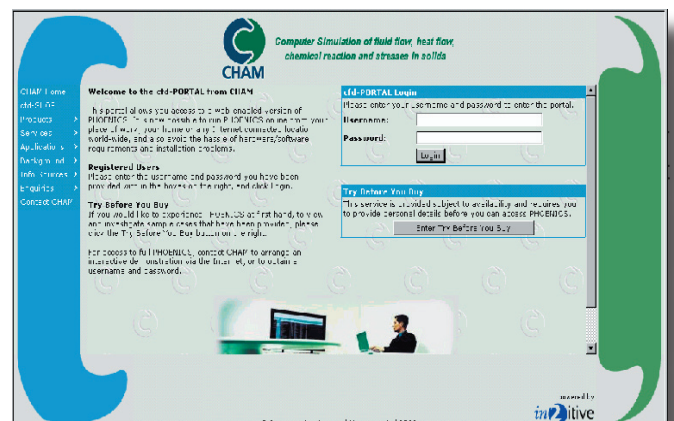 Computer Simulation of fluid flow, heat flow,
chemical reaction and stresses in solids
CHAM
CHAM Home
cfd-SHOP
Products
Services
Applications
Background
Info Sources
Enquiries
Contact CHAM
Welcome to the cfd-PORTAL from CHAM
This portal allows you access to a web-enabled version of
PHOENICS. It is now possible to run PHOENICS online from your
place of work, your home or any Internet connected location
world-wide, and also avoid the hassle of hardware/software
requirements and installation problems.
Registered Users
Please enter the username and password you have been
provided with in the boxes on the right, and click Login.
Try Before You Buy
If you would like to experience PHOENICS at first hand, to view
and investigate sample cases that have been provided, please
click the Try Before You Buy button on the right.
For access to full PHOENICS, contact CHAM to arrange an
interactive demonstration via the Internet, or to obtain a
username and password.
cfd-PORTAL Login
Please enter your username and password to enter the portal.
Username:
Password:
Login
Try Before You Buy
This service is provided subject to availability and requires you
to provide personal details before you can access PHOENICS.
Enter Try Before You Buy
powered by
in2itive